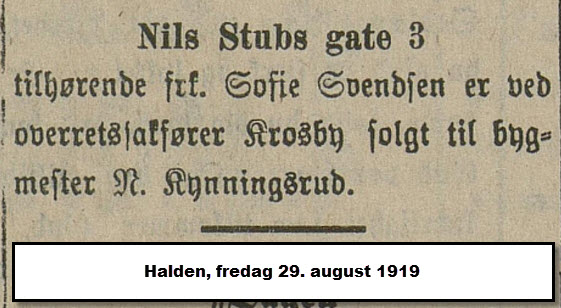 Nils Stubs gate 3
tilhørende frk. Sofie Svendsen er ved
overretssakfører Krosby solgt til byg-
mester N. Kynningsrud.
Halden, fredag 29. august 1919